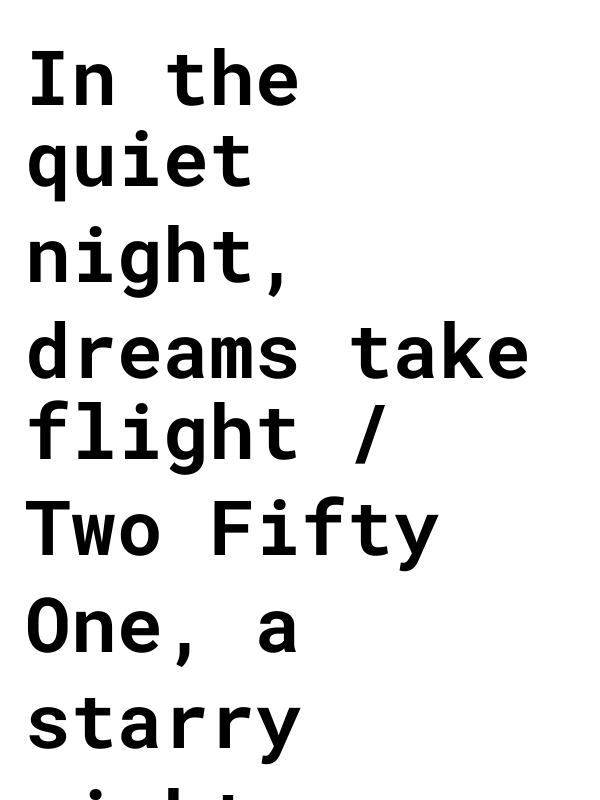 In the
quiet
night,
dreams take
flight /
Two Fifty
One, a
starry